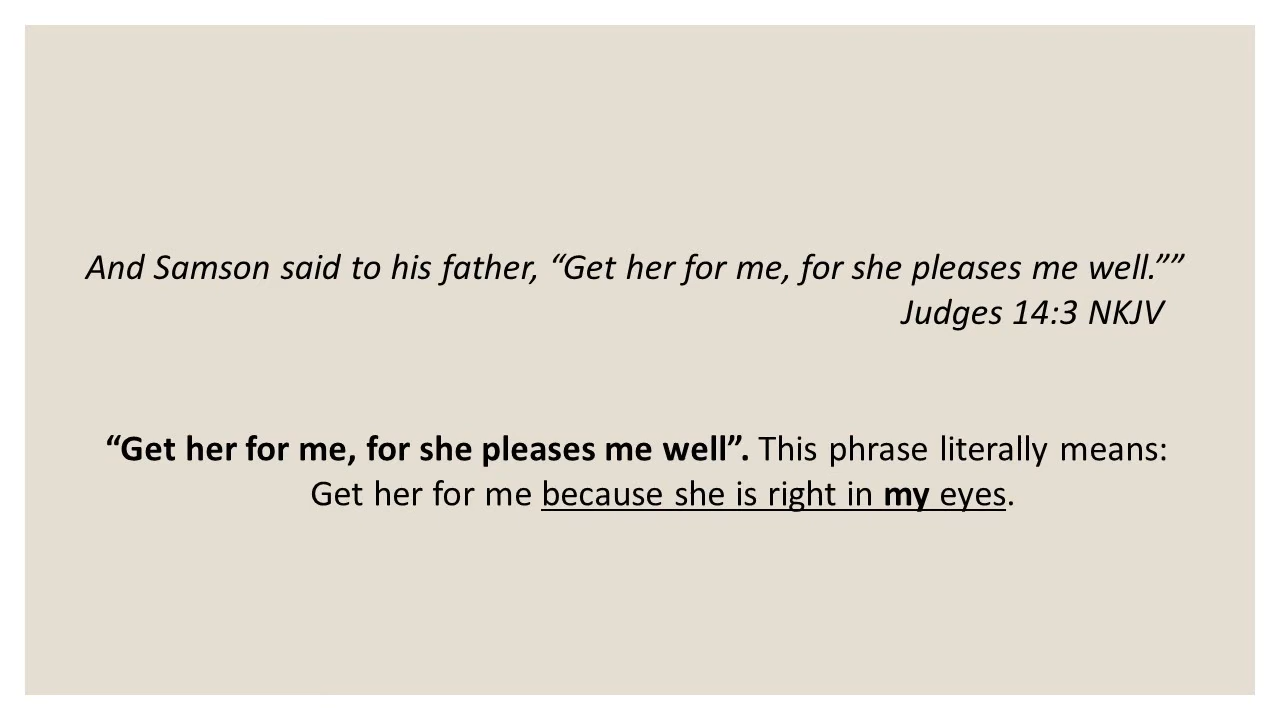 And Samson said to his father, “Get her for me, for she pleases me well.””
Judges 14:3 NKJV
“Get her for me, for she pleases me well”. This phrase literally means:
Get her for me because she is right in my eyes.